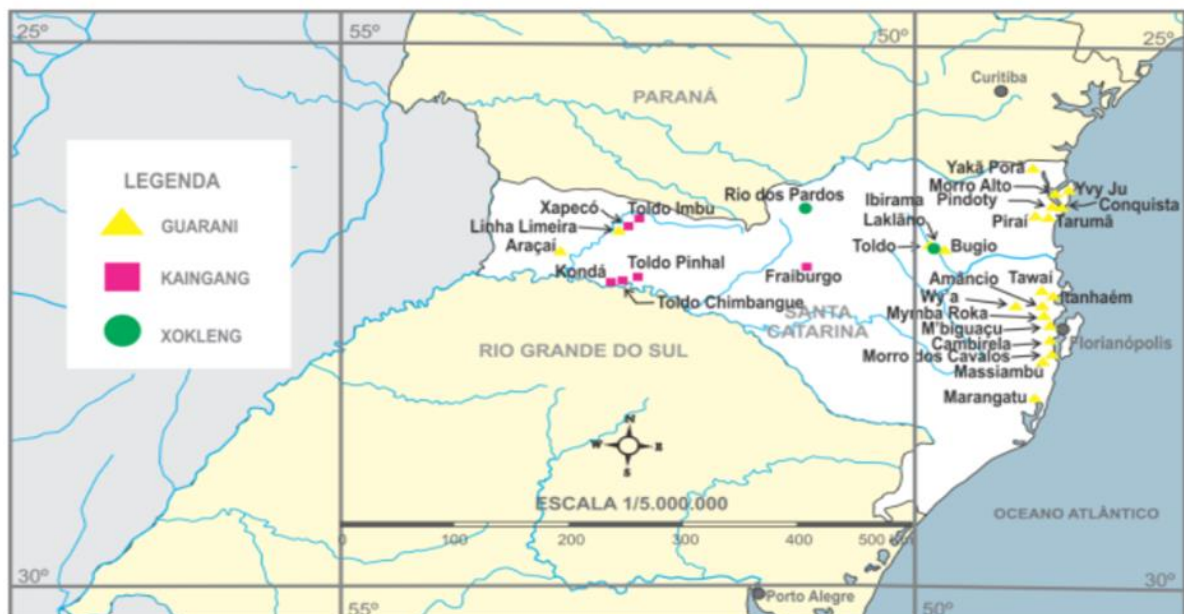 25º
55º
50º
25º
Curitiba
PARANÁ
LEGENDA
GUARANI
KAINGANG
XOKLENG
Yakã Porã
Morro Alto
Yvy Ju
Pindoty
Conquista
Piraí
Tarumã
Rio dos Pardos
Ibirama
Laklãno
Toldo
Bugio
Xapecó
Toldo Imbu
Linha Limeira
Araçaí
Kondá
Toldo Pinhal
Toldo Chimbangue
Fraiburgo
SANTA
CATARINA
Amâncio
Tawaí
Itanhaém
Wy'a
Mymba Roka
M'biguaçu
Cambirela
Florianópolis
Morro dos Cavalos
Massiambú
Marangatu
RIO GRANDE DO SUL
N
W
E
S
ESCALA 1/5.000.000
0
100
200
300
400
500 km
OCEANO ATLÂNTICO
30º
55º
Porto Alegre
50º
30º